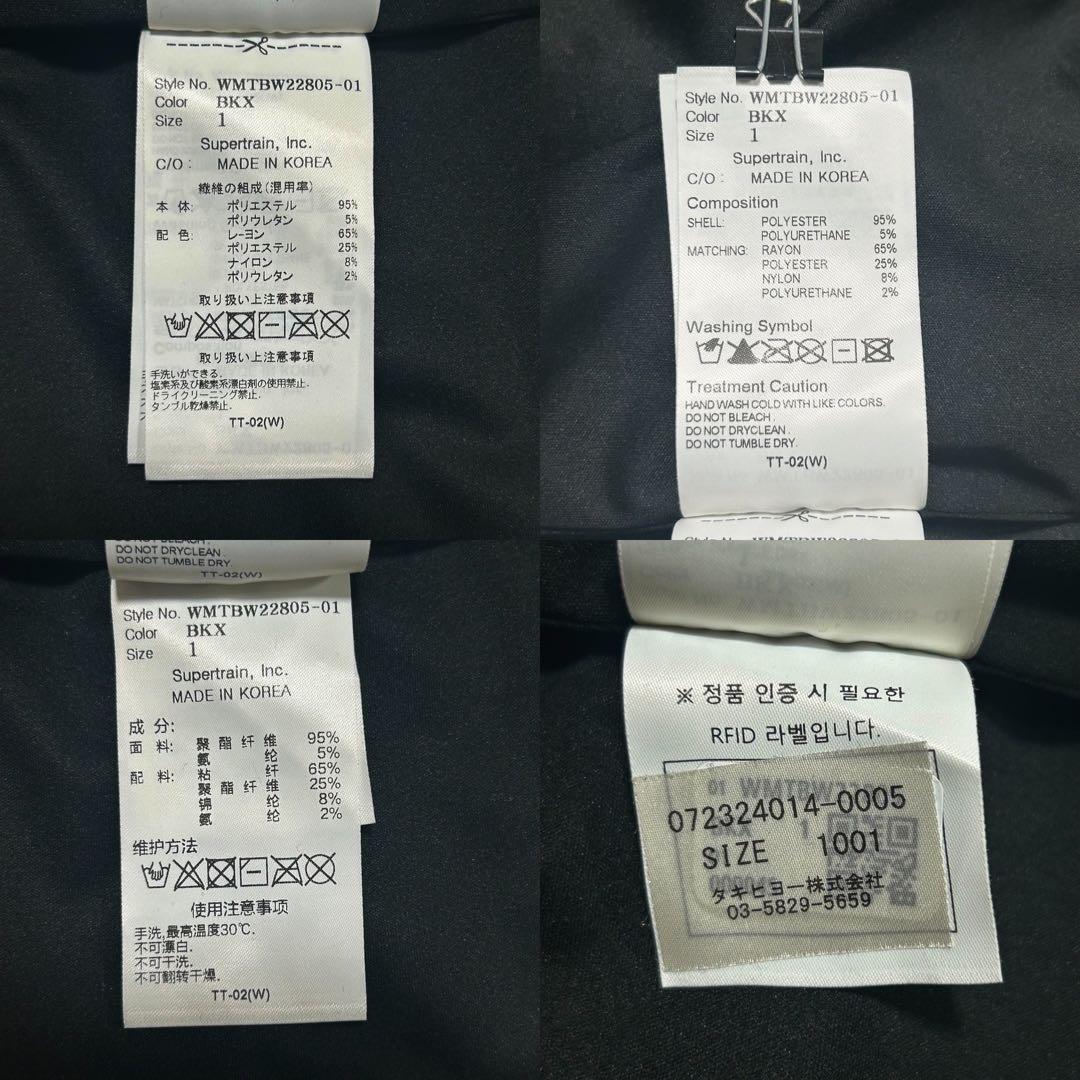 Style No. WMTBW22805-01
Color BKX
Size 1
Supertrain, Inc.
C/O : MADE IN KOREA
繊維の組成(混用率)
本 体: ポリエステル 95%
ポリウレタン 5%
配 色: レーヨン 65%
ポリエステル 25%
ナイロン 8%
ポリウレタン 2%
取り扱い上注意事項
取り扱い上注意事項
手洗いができる.
塩素系及び酸素系漂白剤の使用禁止.
ドライクリーニング禁止.
タンブル乾燥禁止.
TT-02(W)
Style No. WMTBW22805-01
Color BKX
Size 1
Supertrain, Inc.
C/O : MADE IN KOREA
Composition
SHELL: POLYESTER 95%
POLYURETHANE 5%
MATCHING: RAYON 65%
POLYESTER 25%
NYLON 8%
POLYURETHANE 2%
Washing Symbol
Treatment Caution
HAND WASH COLD WITH LIKE COLORS.
DO NOT BLEACH .
DO NOT DRYCLEAN .
DO NOT TUMBLE DRY.
TT-02(W)
DO NOT BLEACH .
DO NOT DRYCLEAN .
DO NOT TUMBLE DRY.
TT-02(W)
Style No. WMTBW22805-01
Color BKX
Size 1
Supertrain, Inc.
MADE IN KOREA
成 分:
面 料: 聚 酯 纤 维 95%
氨 纶 5%
配 料: 粘 纤 65%
聚 酯 纤 维 25%
锦 纶 8%
氨 纶 2%
维护方法
使用注意事项
手洗,最高温度30℃.
不可漂白.
不可干洗.
不可翻转干燥.
TT-02(W)
※ 정품 인증 시 필요한
RFID 라벨입니다.
072324014-0005
SIZE 1001
タキヒヨー株式会社
03-5829-5659